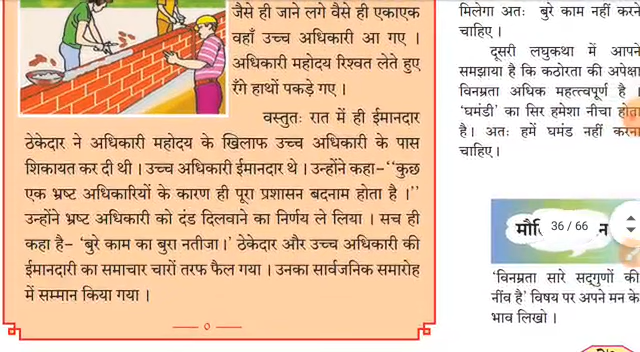 जैसे ही जाने लगे वैसे ही एकाएक
वहाँ उच्च अधिकारी आ गए ।
अधिकारी महोदय रिश्वत लेते हुए
रँगे हाथों पकड़े गए ।
वस्तुतः रात में ही ईमानदार
ठेकेदार ने अधिकारी महोदय के खिलाफ उच्च अधिकारी के पास
शिकायत कर दी थी । उच्च अधिकारी ईमानदार थे । उन्होंने कहा-‘‘कुछ
एक भ्रष्ट अधिकारियों के कारण ही पूरा प्रशासन बदनाम होता है ।’’
उन्होंने भ्रष्ट अधिकारी को दंड दिलवाने का निर्णय ले लिया । सच ही
कहा है- ‘बुरे काम का बुरा नतीजा ।’ ठेकेदार और उच्च अधिकारी की
ईमानदारी का समाचार चारों तरफ फैल गया । उनका सार्वजनिक समारोह
में सम्मान किया गया ।
मिलेगा अतः बुरे काम नहीं करने
चाहिए ।
दूसरी लघुकथा में आपने
समझाया है कि कठोरता की अपेक्षा
विनम्रता अधिक महत्त्वपूर्ण है ।
‘घमंडी’ का सिर हमेशा नीचा होता
है। अतः हमें घमंड नहीं करना
चाहिए ।
36 / 66
‘विनम्रता सारे सद्गुणों की
नींव है’ विषय पर अपने मन के
भाव लिखो ।